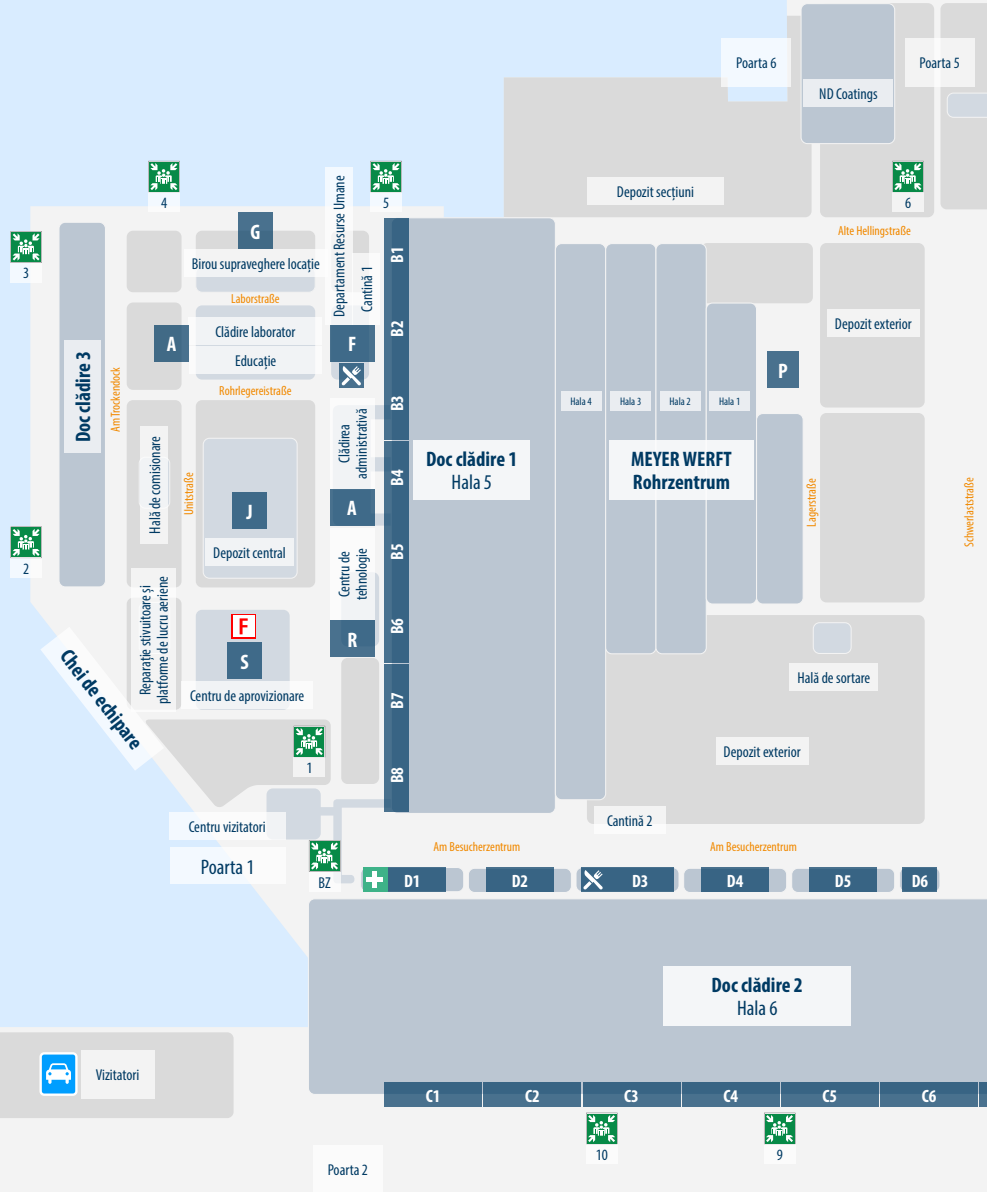 Poarta 6
Poarta 5
ND Coatings
4
5
Depozit secțiuni
6
3
G
Birou supraveghere locație
Departament Resurse Umane
Cantină 1
Alte Hellingstraße
Laborstraße
B1
B2
B3
B4
B5
B6
B7
B8
A
Clădire laborator
Educație
F
Depozit exterior
Doc clădire 3
Am Trockendock
Rohrlegereistraße
P
Hala 4
Hala 3
Hala 2
Hala 1
Hală de comisionare
Unitstraße
Clădirea
administrativă
Doc clădire 1
Hala 5
MEYER WERFT
Rohrzentrum
Lagerstraße
Schwerlaststraße
J
Depozit central
A
2
Centru de
tehnologie
Reparație stivuitoare și
platforme de lucru aeriene
F
S
Centru de aprovizionare
R
Chei de echipare
Hală de sortare
Depozit exterior
1
Centru vizitatori
Poarta 1
Cantină 2
Am Besucherzentrum
Am Besucherzentrum
BZ
D1
D2
D3
D4
D5
D6
Doc clădire 2
Hala 6
Vizitatori
C1
C2
C3
C4
C5
C6
10
9
Poarta 2